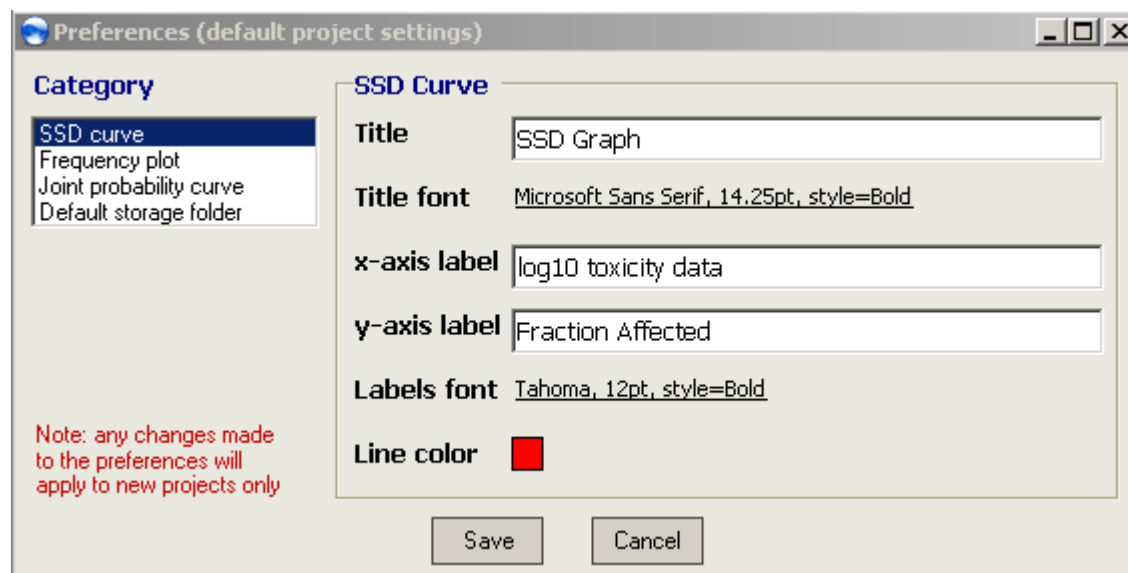 Preferences (default project settings)
Category
SSD curve
Frequency plot
Joint probability curve
Default storage folder
Note: any changes made
to the preferences will
apply to new projects only
SSD Curve
Title SSD Graph
Title font Microsoft Sans Serif, 14.25pt, style=Bold
x-axis label log10 toxicity data
y-axis label Fraction Affected
Labels font Tahoma, 12pt, style=Bold
Line color
Save Cancel